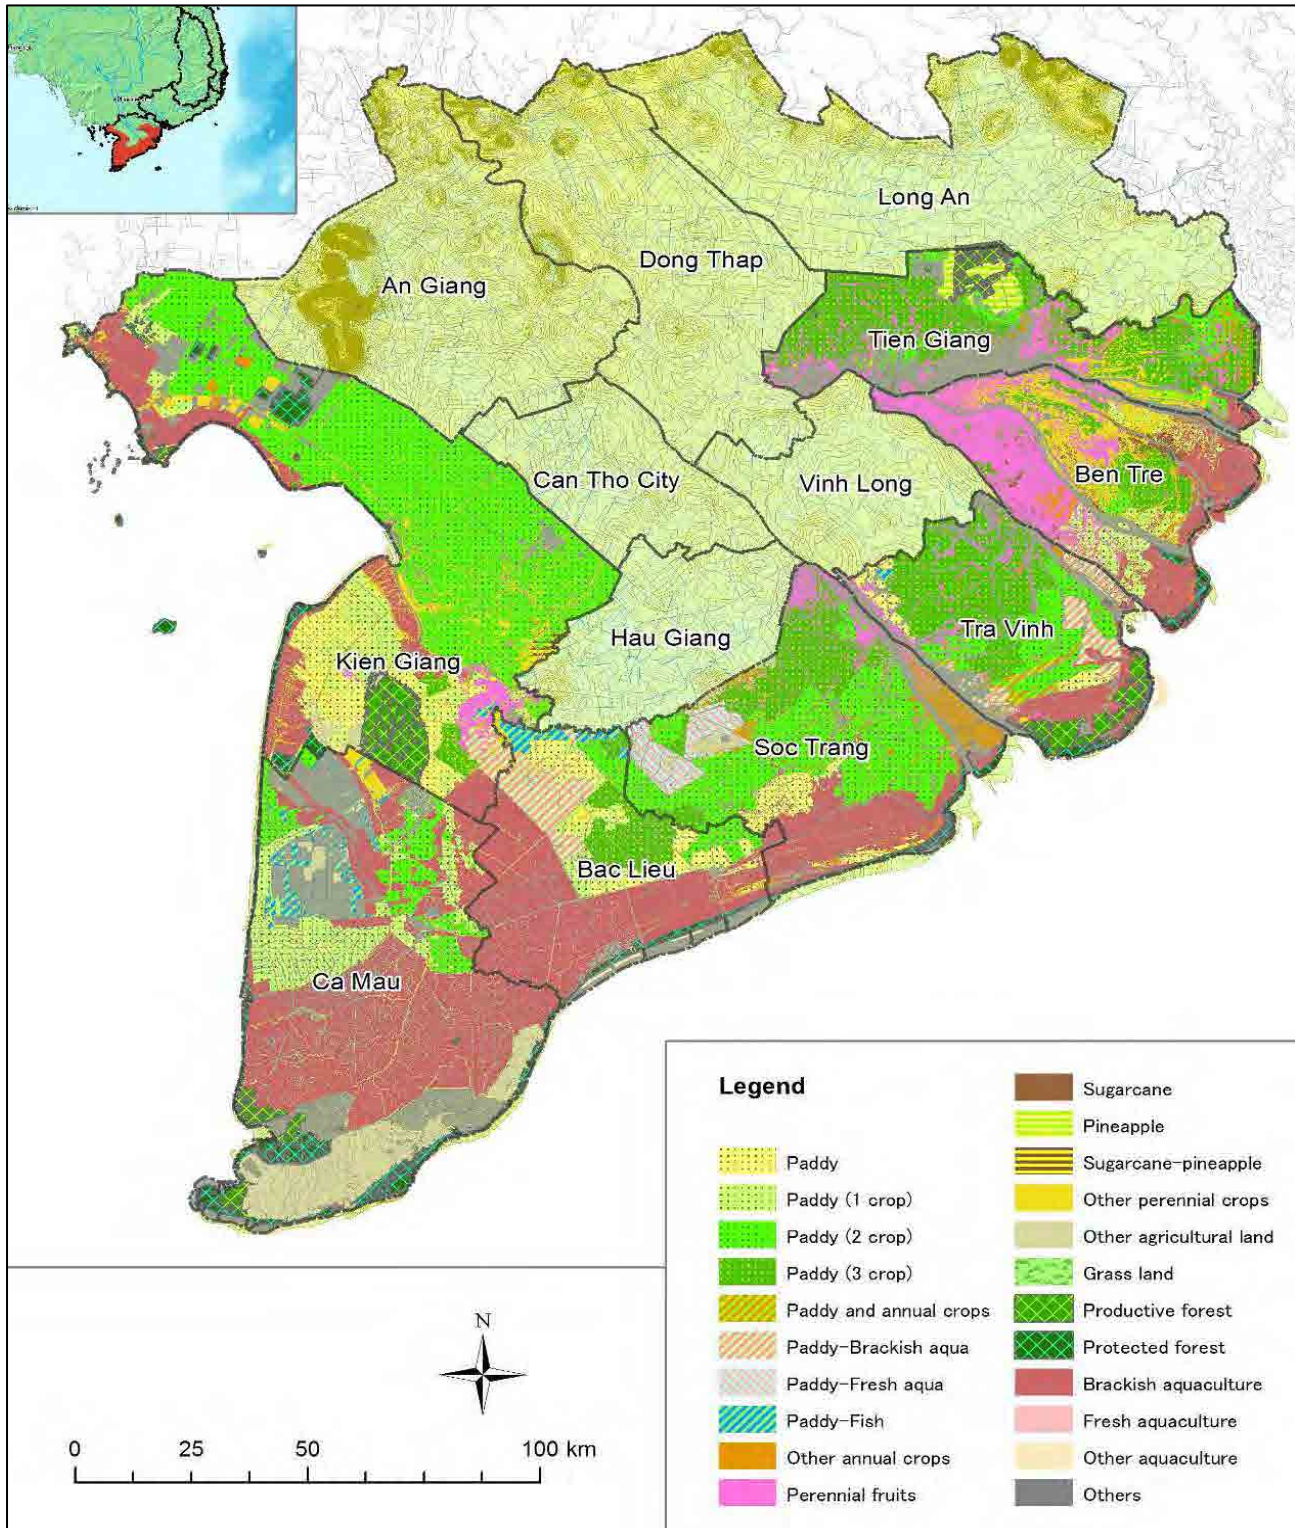 Long An
Dong Thap
An Giang
Tien Giang
Can Tho City
Vinh Long
Ben Tre
Hau Giang
Tra Vinh
Kien Giang
Soc Trang
Bac Lieu
Ca Mau
Legend
Paddy
Paddy (1 crop)
Paddy (2 crop)
Paddy (3 crop)
Paddy and annual crops
Paddy-Brackish aqua
Paddy-Fresh aqua
Paddy-Fish
Other annual crops
Perennial fruits
Sugarcane
Pineapple
Sugarcane-pineapple
Other perennial crops
Other agricultural land
Grass land
Productive forest
Protected forest
Brackish aquaculture
Fresh aquaculture
Other aquaculture
Others
N
0 25 50 100 km